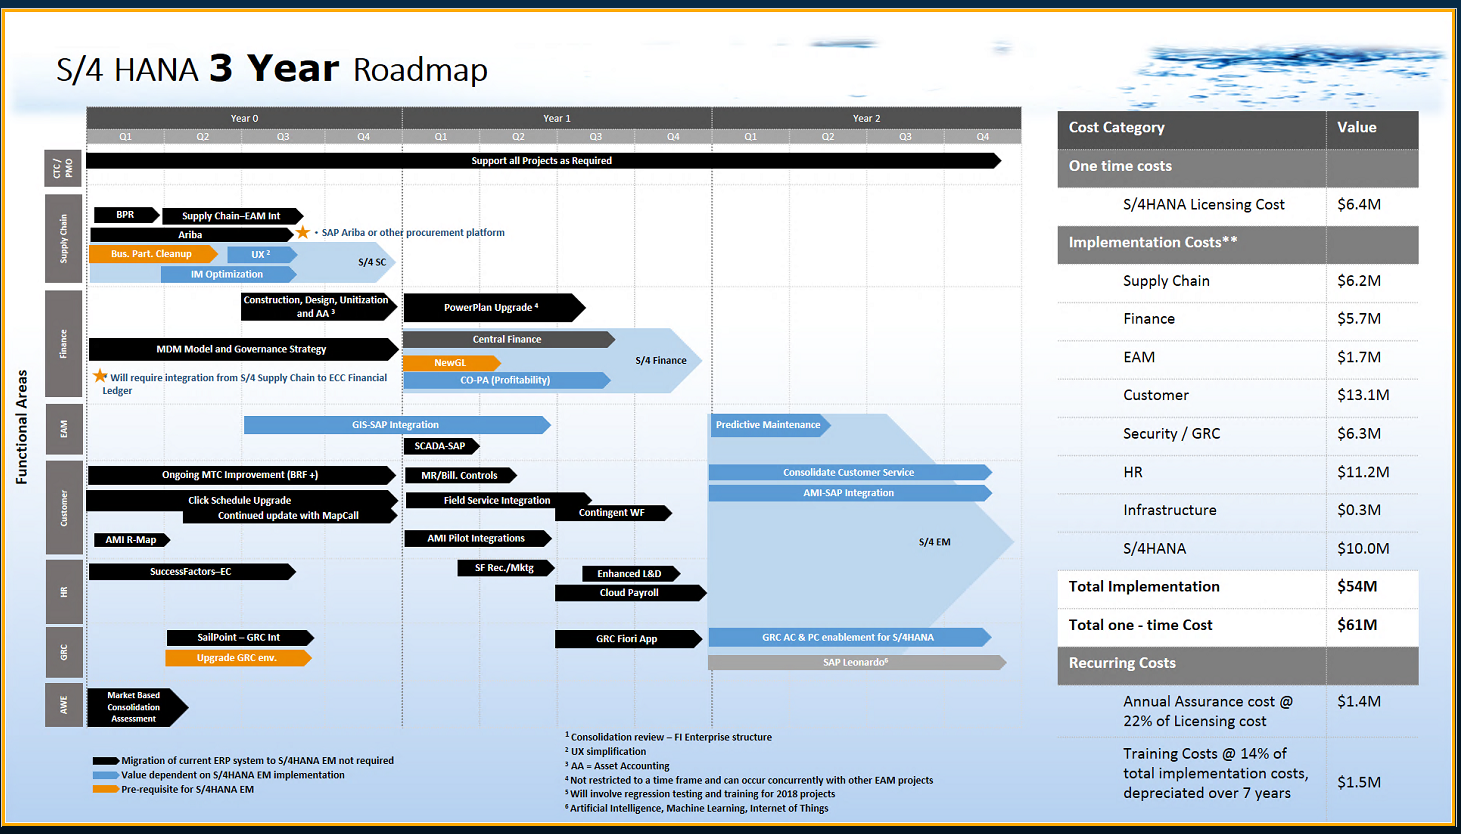 S/4 HANA 3 Year Roadmap
Year 0
Year 1
Year 2
Q1
Q2
Q3
Q4
Q1
Q2
Q3
Q4
Q1
Q2
Q3
Q4
Functional Areas
CTC /
PMO
Support all Projects as Required
Supply Chain
BPR
Supply Chain–EAM Int
Ariba
• SAP Ariba or other procurement platform
Bus. Part. Cleanup
UX 2
S/4 SC
IM Optimization
Finance
Construction, Design, Unitization
and AA 3
PowerPlan Upgrade 4
Central Finance
MDM Model and Governance Strategy
NewGL
S/4 Finance
CO-PA (Profitability)
Will require integration from S/4 Supply Chain to ECC Financial
Ledger
EAM
GIS-SAP Integration
Predictive Maintenance
SCADA-SAP
Customer
Ongoing MTC Improvement (BRF +)
MR/Bill. Controls
Consolidate Customer Service
AMI-SAP Integration
Click Schedule Upgrade
Field Service Integration
Continued update with MapCall
Contingent WF
AMI R-Map
AMI Pilot Integrations
S/4 EM
HR
SuccessFactors–EC
SF Rec./Mktg
Enhanced L&D
Cloud Payroll
GRC
SailPoint – GRC Int
GRC Fiori App
GRC AC & PC enablement for S/4HANA
Upgrade GRC env.
SAP Leonardo6
AWE
Market Based
Consolidation
Assessment
Migration of current ERP system to S/4HANA EM not required
Value dependent on S/4HANA EM implementation
Pre-requisite for S/4HANA EM
1 Consolidation review – FI Enterprise structure
2 UX simplification
3 AA = Asset Accounting
4 Not restricted to a time frame and can occur concurrently with other EAM projects
5 Will involve regression testing and training for 2018 projects
6 Artificial Intelligence, Machine Learning, Internet of Things
Cost Category Value
One time costs
S/4HANA Licensing Cost $6.4M
Implementation Costs**
Supply Chain $6.2M
Finance $5.7M
EAM $1.7M
Customer $13.1M
Security / GRC $6.3M
HR $11.2M
Infrastructure $0.3M
S/4HANA $10.0M
Total Implementation $54M
Total one - time Cost $61M
Recurring Costs
Annual Assurance cost @ $1.4M
22% of Licensing cost
Training Costs @ 14% of
total implementation costs,
depreciated over 7 years $1.5M